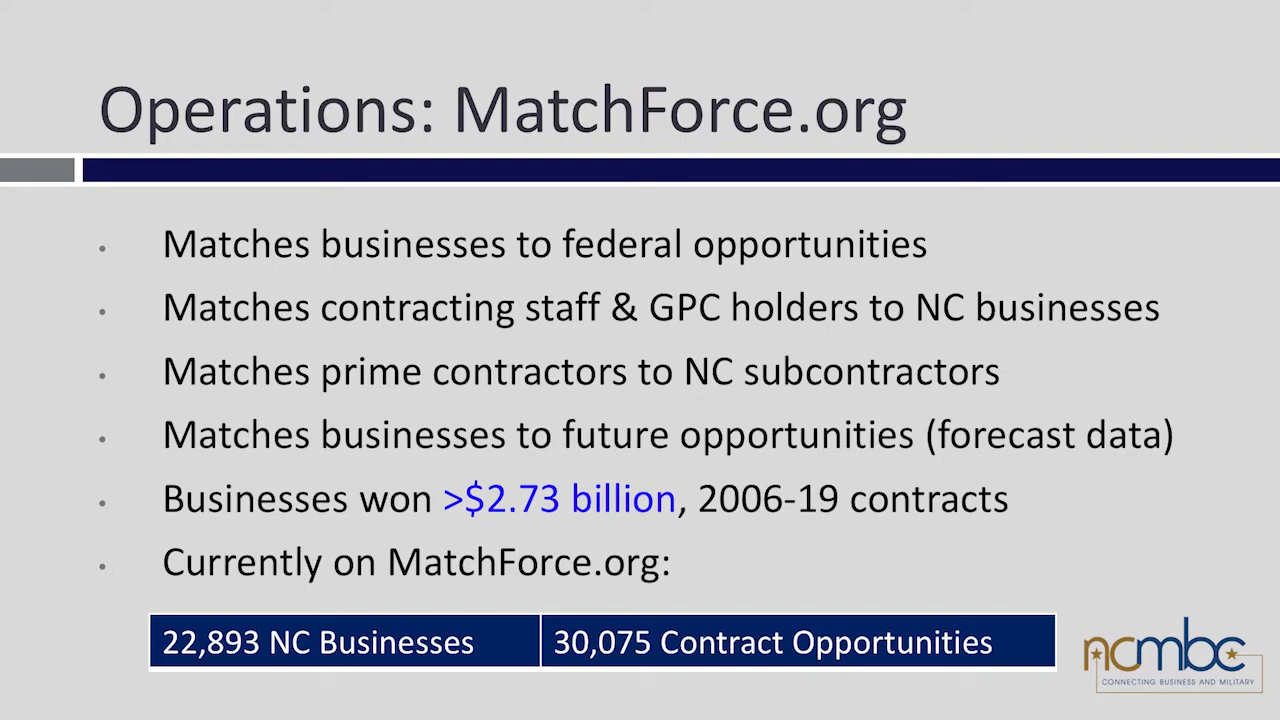 Operations: MatchForce.org
• Matches businesses to federal opportunities
• Matches contracting staff & GPC holders to NC businesses
• Matches prime contractors to NC subcontractors
• Matches businesses to future opportunities (forecast data)
• Businesses won >$2.73 billion, 2006-19 contracts
• Currently on MatchForce.org:
22,893 NC Businesses 30,075 Contract Opportunities
ncmbc
CONNECTING BUSINESS AND MILITARY